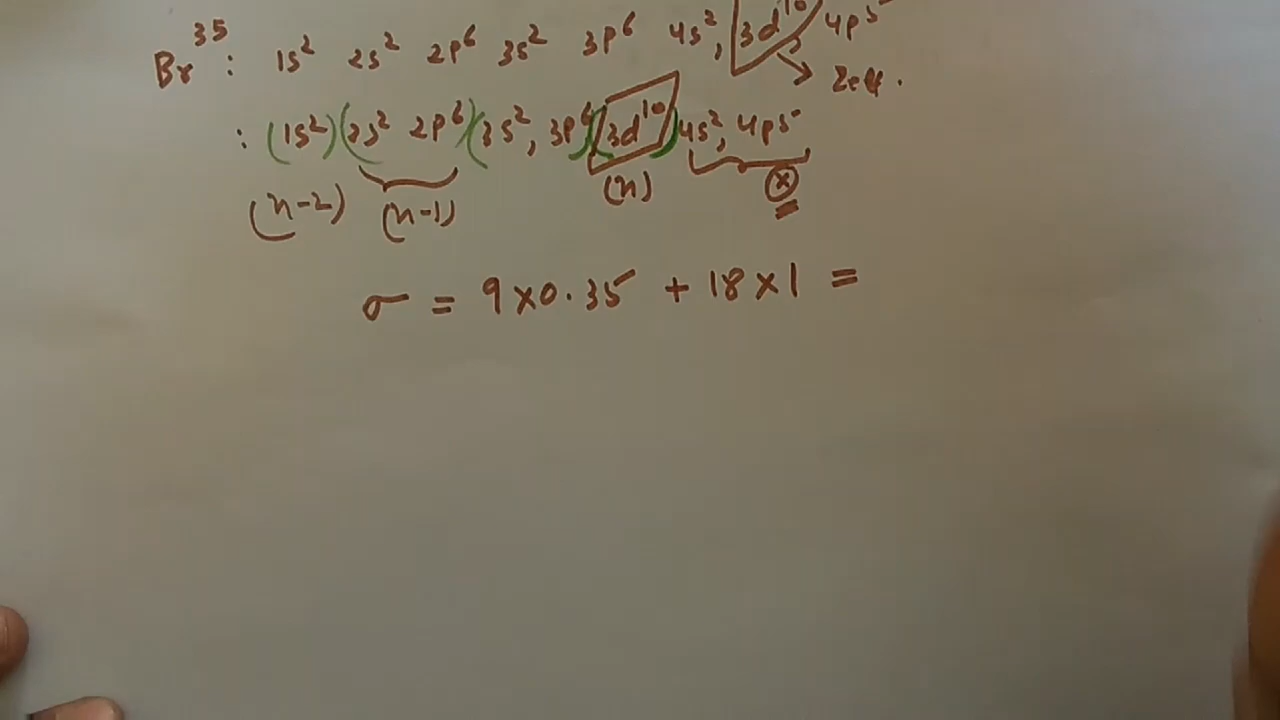 Br³⁵ : 1s² 2s² 2p⁶ 3s² 3p⁶ 4s², 3d¹⁰ 4p⁵
→ Zeff.
: (1s²) (2s² 2p⁶) (3s², 3p⁶) (3d¹⁰) 4s², 4p⁵
(n-2) (n-1) (n) ⓧ
σ = 9×0.35 + 18×1 =